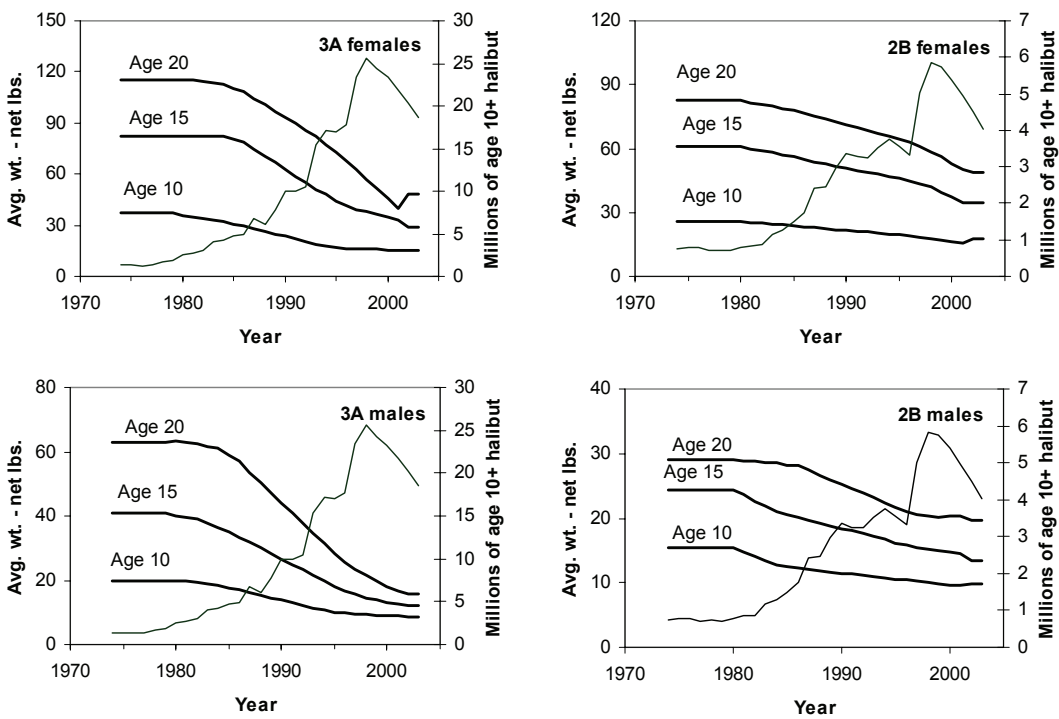 3A females
Avg. wt. - net lbs.
150
120
90
60
30
0
Age 20
Age 15
Age 10
30
25
20
15
10
5
0
Millions of age 10+ halibut
1970 1980 1990 2000
Year
2B females
Avg. wt. - net lbs.
120
90
60
30
0
Age 20
Age 15
Age 10
7
6
5
4
3
2
1
0
Millions of age 10+ halibut
1970 1980 1990 2000
Year
3A males
Avg. wt. - net lbs.
80
60
40
20
0
Age 20
Age 15
Age 10
30
25
20
15
10
5
0
Millions of age 10+ halibut
1970 1980 1990 2000
Year
2B males
Avg. wt. - net lbs.
40
30
20
10
0
Age 20
Age 15
Age 10
7
6
5
4
3
2
1
0
Millions of age 10+ halibut
1970 1980 1990 2000
Year